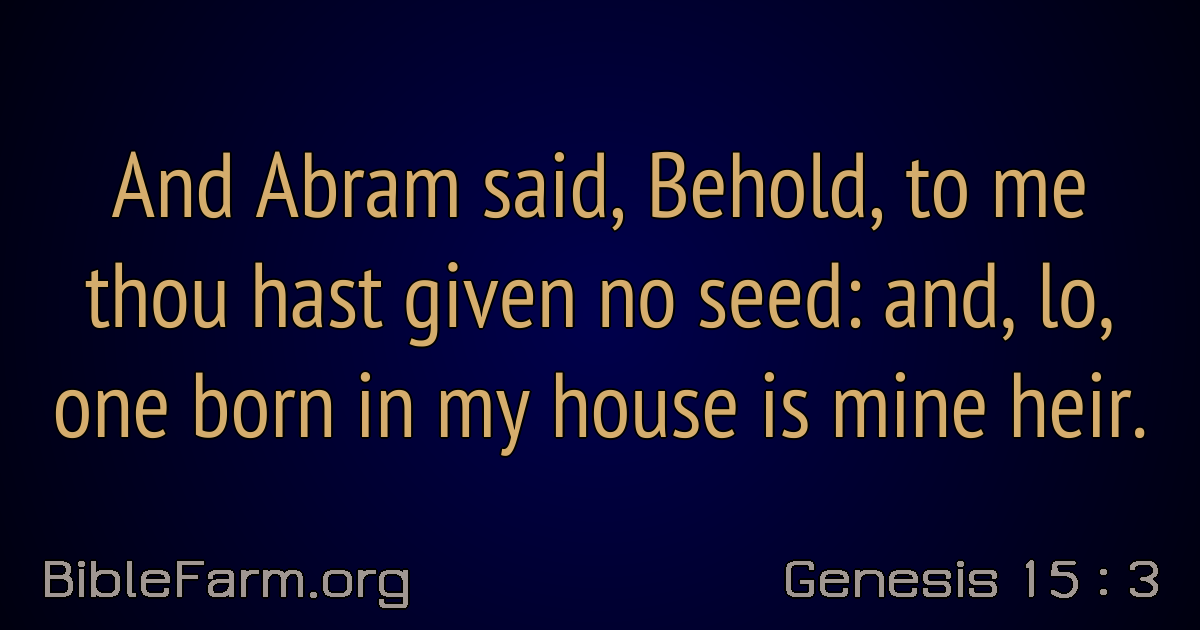 And Abram said, Behold, to me
thou hast given no seed: and, lo,
one born in my house is mine heir.
BibleFarm.org
Genesis 15 : 3